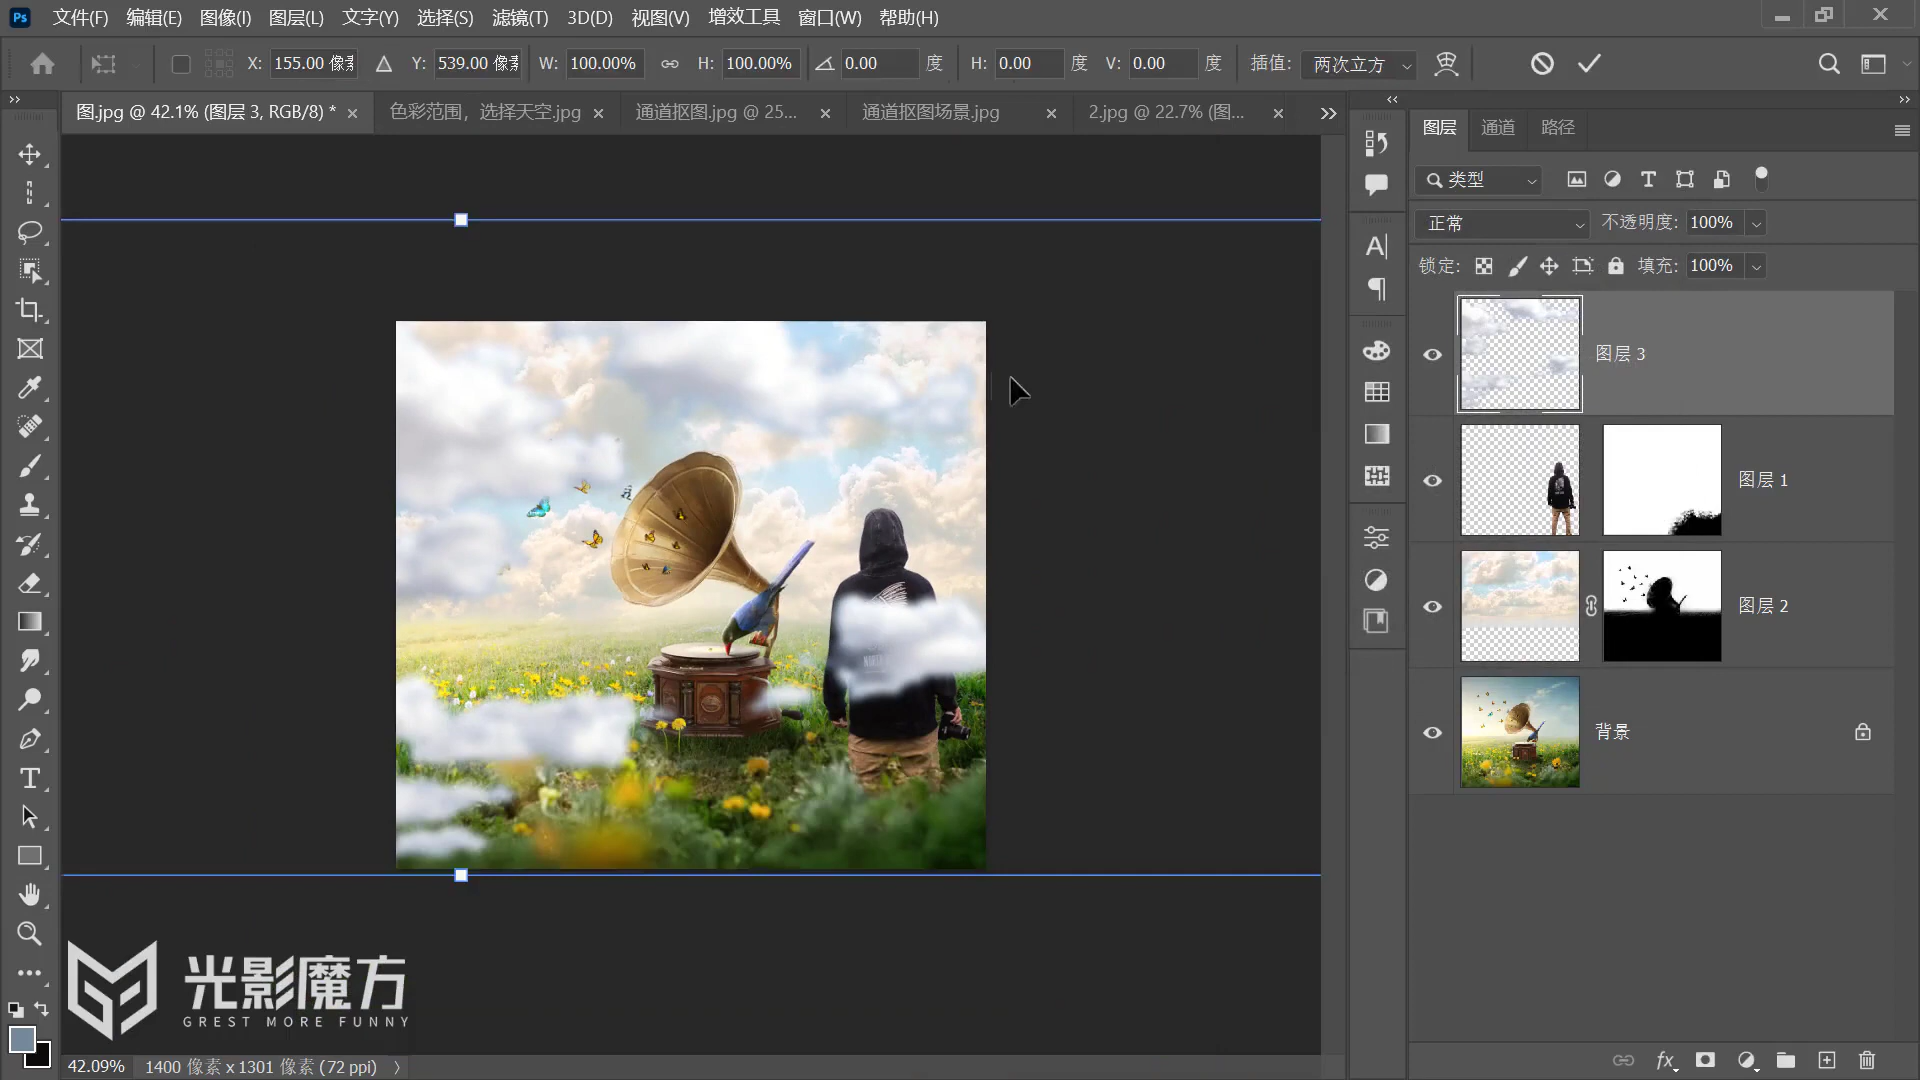 Ps 文件(F) 编辑(E) 图像(I) 图层(L) 文字(Y) 选择(S) 滤镜(T) 3D(D) 视图(V) 增效工具 窗口(W) 帮助(H)
X: 155.00 像素 Y: 539.00 像素 W: 100.00% H: 100.00% 0.00 度 H: 0.00 度 V: 0.00 度 插值: 两次立方
图.jpg @ 42.1% (图层 3, RGB/8) * 色彩范围，选择天空.jpg 通道抠图.jpg @ 25... 通道抠图场景.jpg 2.jpg @ 22.7% (图...
图层 通道 路径
类型
正常 不透明度: 100%
锁定: 填充: 100%
图层 3
图层 1
图层 2
背景
光影魔方
GREST MORE FUNNY
42.09% 1400 像素 x 1301 像素 (72 ppi)